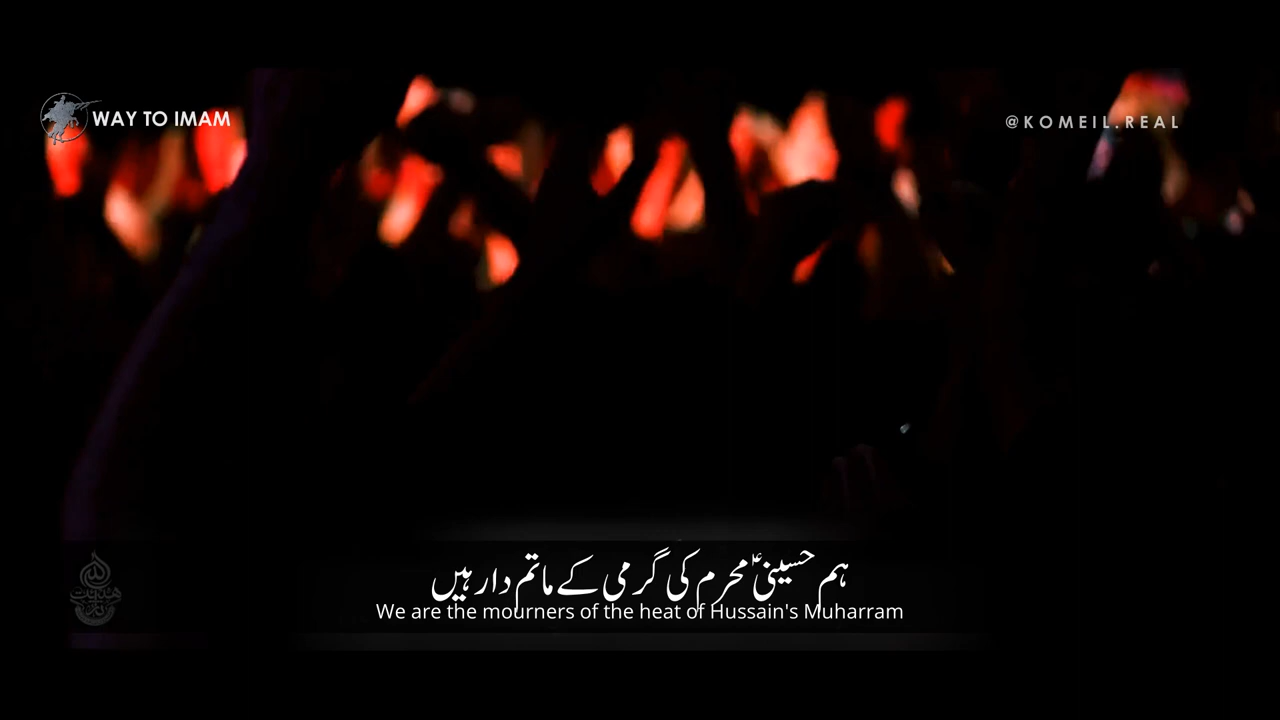 WAY TO IMAM
@KOMEIL.REAL
ہم حسینیؑ محرم کی گرمی کے ماتم دار ہیں
We are the mourners of the heat of Hussain's Muharram